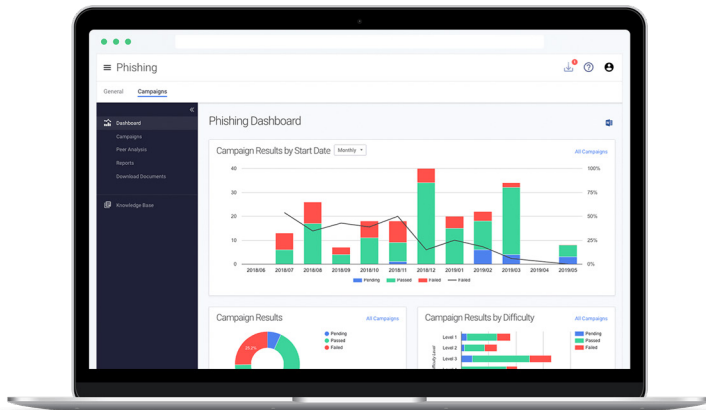 Phishing
General Campaigns
Dashboard
Campaigns
Peer Analysis
Reports
Download Documents
Knowledge Base
Phishing Dashboard
Campaign Results by Start Date Monthly All Campaigns
40 100%
30 75%
20 50%
10 25%
0 0%
2018/06 2018/07 2018/08 2018/09 2018/10 2018/11 2018/12 2019/01 2019/02 2019/03 2019/04 2019/05
Pending Passed Failed Failed
Campaign Results All Campaigns
Pending
Passed
Failed
Campaign Results by Difficulty All Campaigns
Level 1
Level 2
Level 3
Pending
Passed
Failed